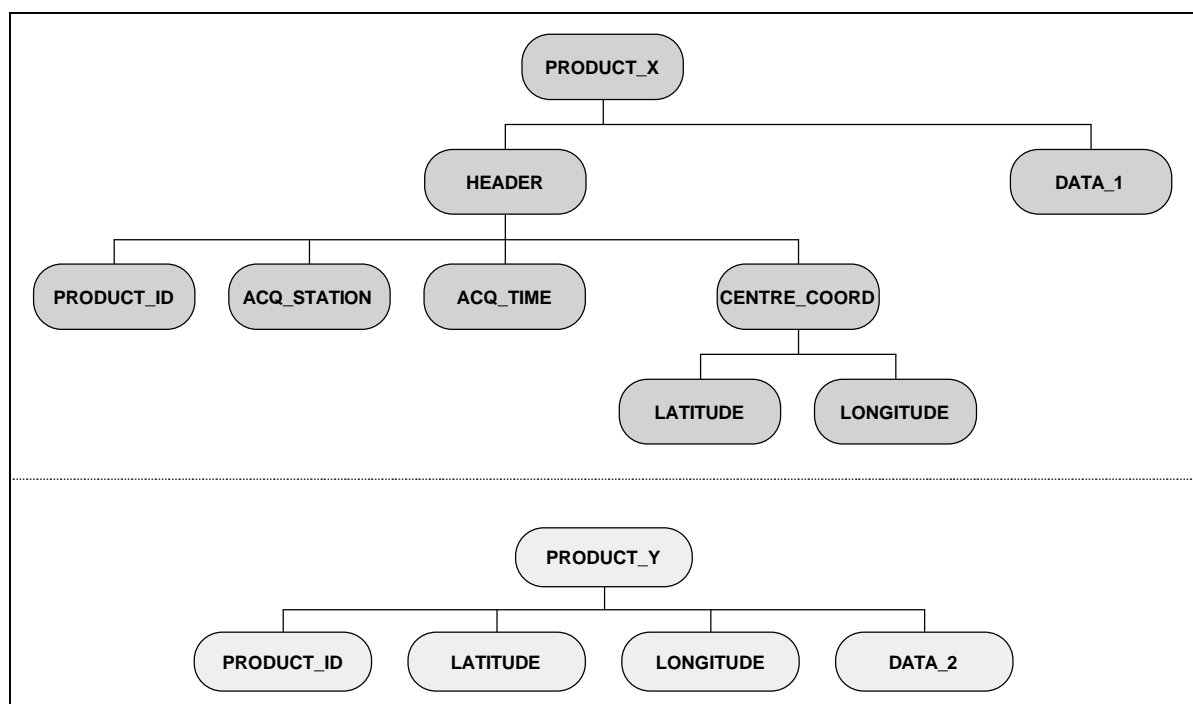 PRODUCT_X
HEADER
DATA_1
PRODUCT_ID
ACQ_STATION
ACQ_TIME
CENTRE_COORD
LATITUDE
LONGITUDE
PRODUCT_Y
PRODUCT_ID
LATITUDE
LONGITUDE
DATA_2